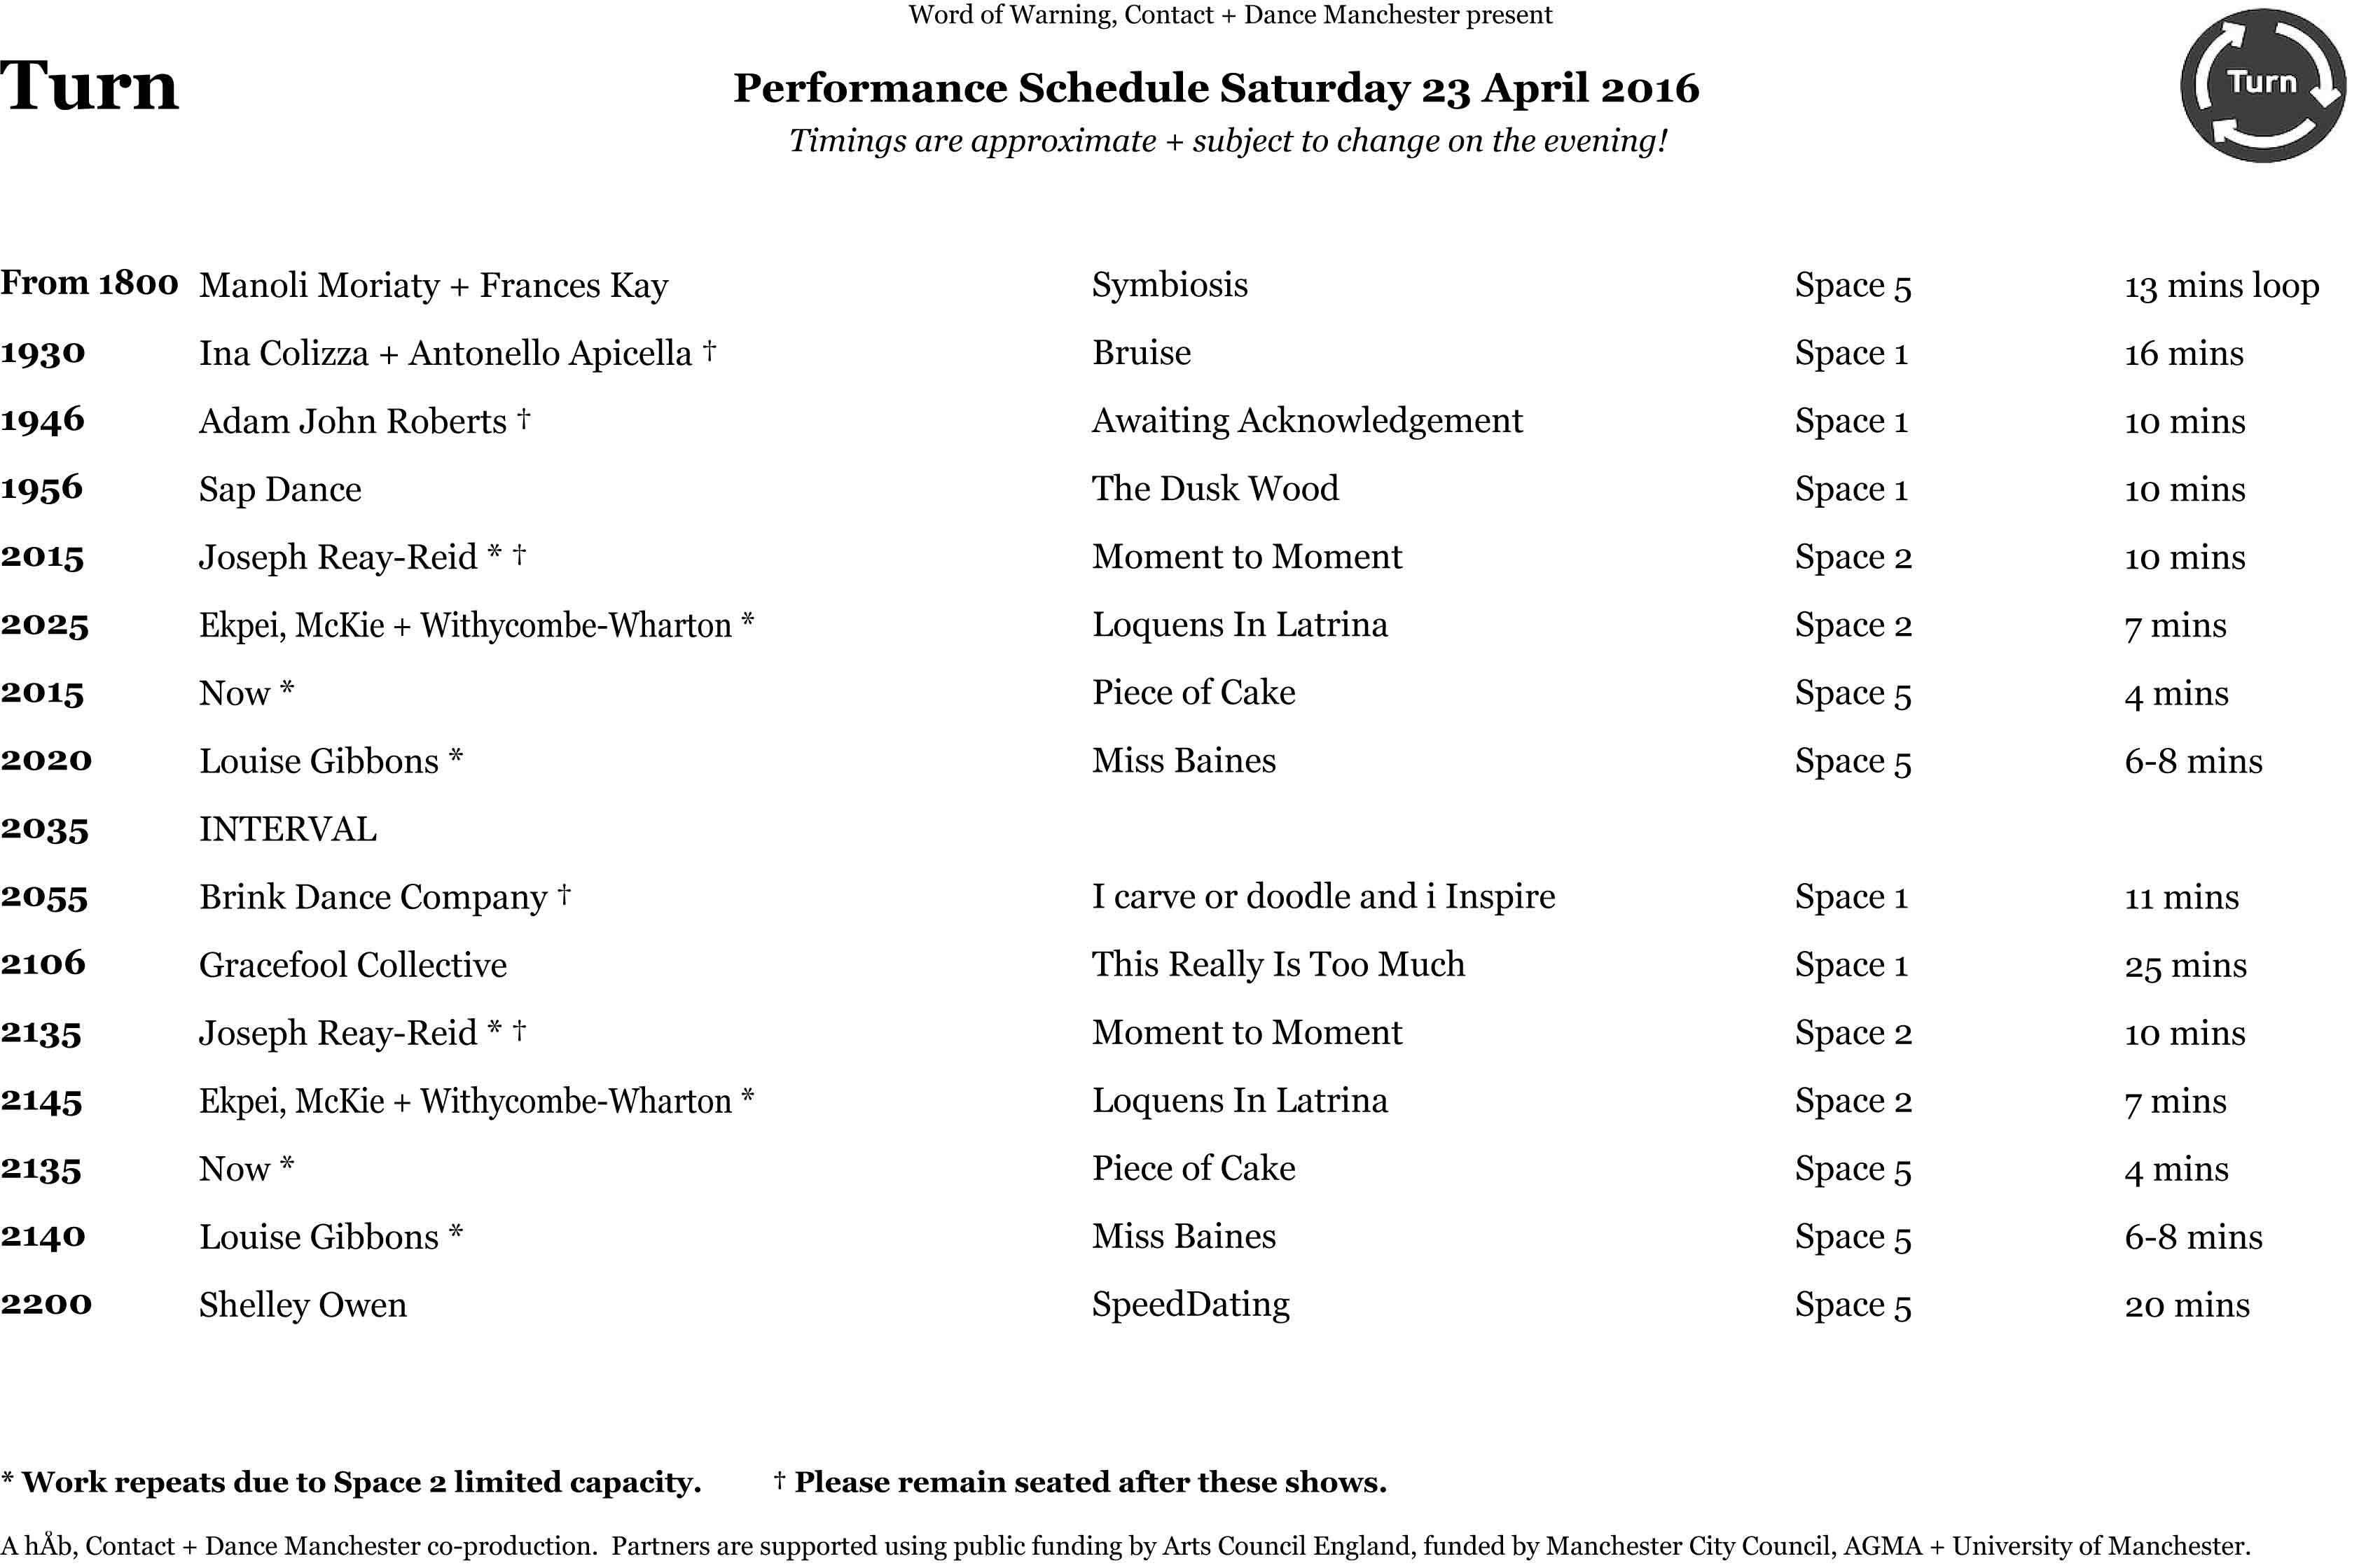 Word of Warning, Contact + Dance Manchester present
Turn
Performance Schedule Saturday 23 April 2016
Turn
Timings are approximate + subject to change on the evening!
From 1800 Manoli Moriaty + Frances Kay Symbiosis Space 5 13 mins loop
1930 Ina Colizza + Antonello Apicella † Bruise Space 1 16 mins
1946 Adam John Roberts † Awaiting Acknowledgement Space 1 10 mins
1956 Sap Dance The Dusk Wood Space 1 10 mins
2015 Joseph Reay-Reid * † Moment to Moment Space 2 10 mins
2025 Ekpei, McKie + Withycombe-Wharton * Loquens In Latrina Space 2 7 mins
2015 Now * Piece of Cake Space 5 4 mins
2020 Louise Gibbons * Miss Baines Space 5 6-8 mins
2035 INTERVAL
2055 Brink Dance Company † I carve or doodle and i Inspire Space 1 11 mins
2106 Gracefool Collective This Really Is Too Much Space 1 25 mins
2135 Joseph Reay-Reid * † Moment to Moment Space 2 10 mins
2145 Ekpei, McKie + Withycombe-Wharton * Loquens In Latrina Space 2 7 mins
2135 Now * Piece of Cake Space 5 4 mins
2140 Louise Gibbons * Miss Baines Space 5 6-8 mins
2200 Shelley Owen SpeedDating Space 5 20 mins
* Work repeats due to Space 2 limited capacity. † Please remain seated after these shows.
A hÅb, Contact + Dance Manchester co-production. Partners are supported using public funding by Arts Council England, funded by Manchester City Council, AGMA + University of Manchester.